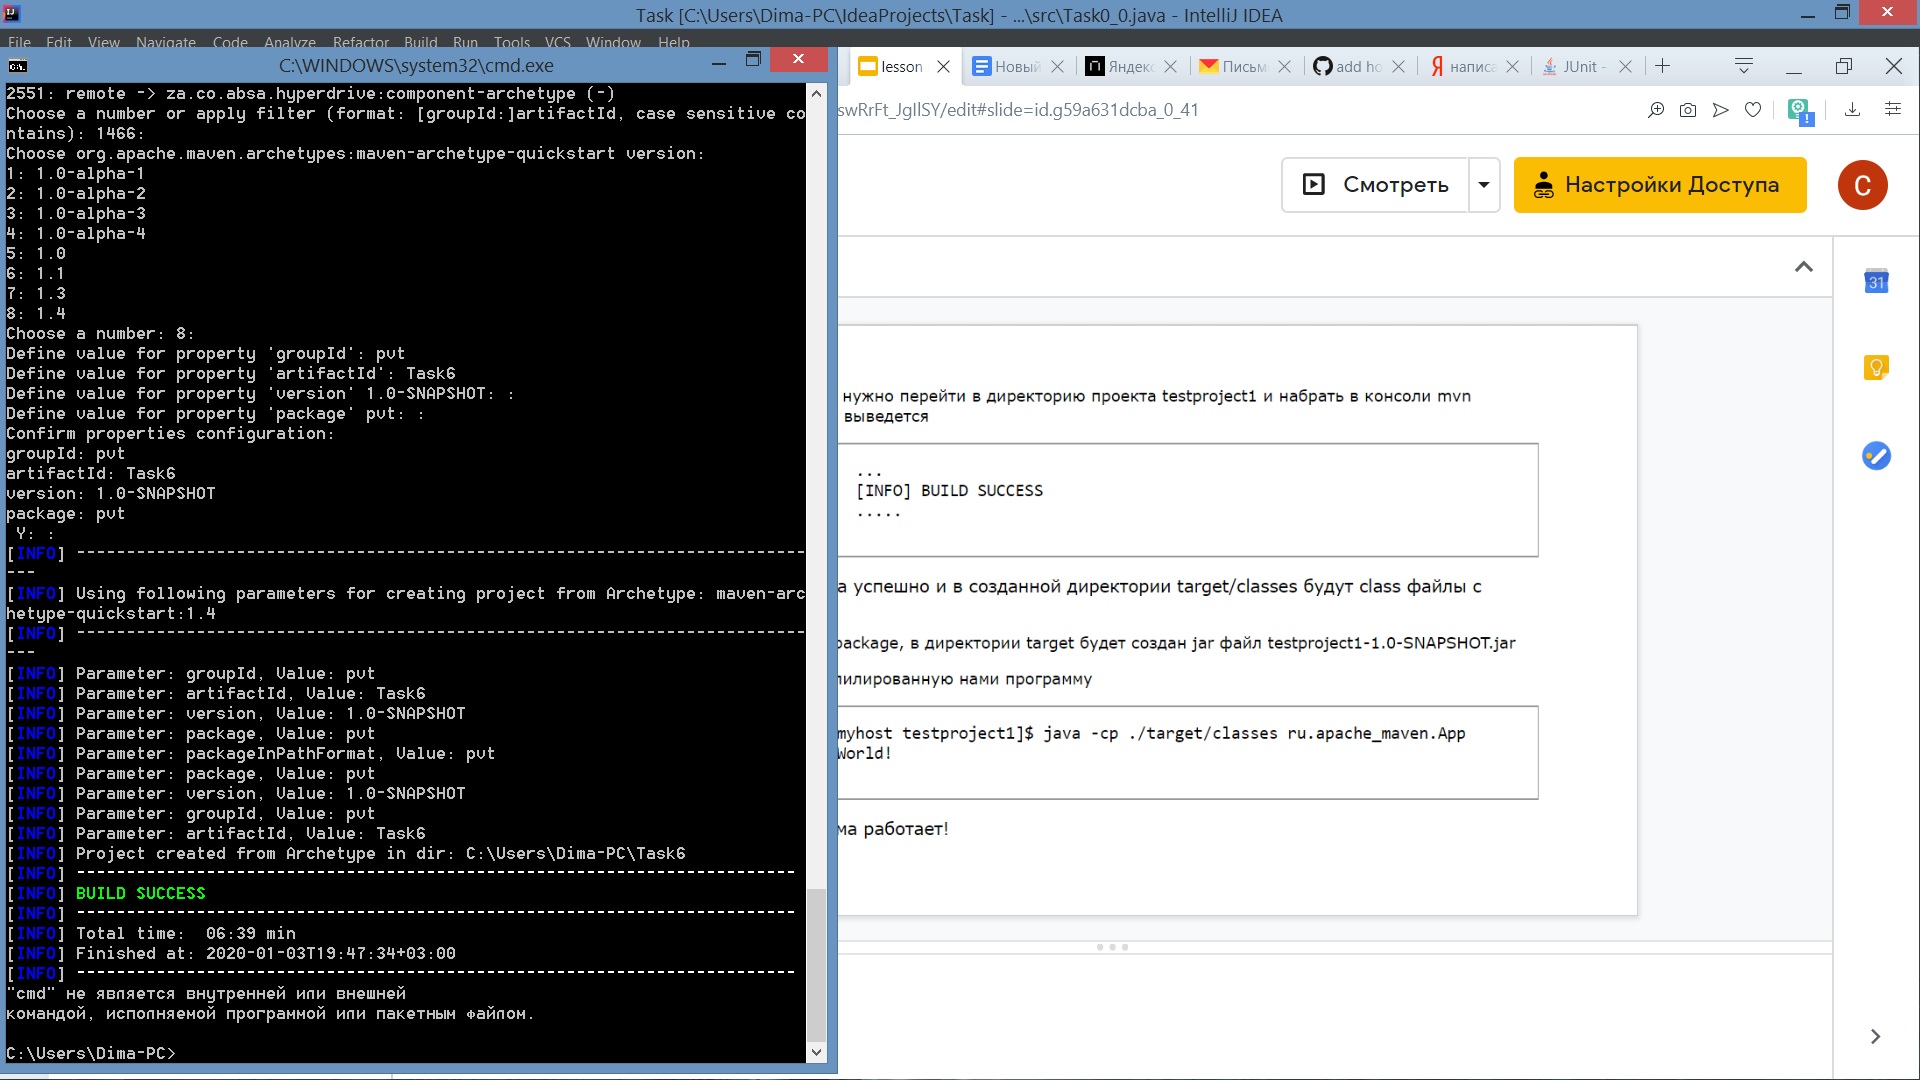 Task [C:\Users\Dima-PC\IdeaProjects\Task] - ...\src\Task0_0.java - IntelliJ IDEA
File Edit View Navigate Code Analyze Refactor Build Run Tools VCS Window Help
C:\WINDOWS\system32\cmd.exe
2551: remote -> za.co.absa.hyperdrive:component-archetype (-)
Choose a number or apply filter (format: [groupId:]artifactId, case sensitive co
ntains): 1466:
Choose org.apache.maven.archetypes:maven-archetype-quickstart version:
1: 1.0-alpha-1
2: 1.0-alpha-2
3: 1.0-alpha-3
4: 1.0-alpha-4
5: 1.0
6: 1.1
7: 1.3
8: 1.4
Choose a number: 8:
Define value for property 'groupId': pvt
Define value for property 'artifactId': Task6
Define value for property 'version' 1.0-SNAPSHOT: :
Define value for property 'package' pvt: :
Confirm properties configuration:
groupId: pvt
artifactId: Task6
version: 1.0-SNAPSHOT
package: pvt
Y: :
[INFO] -------------------------------------------------------------------------
---
[INFO] Using following parameters for creating project from Archetype: maven-arc
hetype-quickstart:1.4
[INFO] -------------------------------------------------------------------------
---
[INFO] Parameter: groupId, Value: pvt
[INFO] Parameter: artifactId, Value: Task6
[INFO] Parameter: version, Value: 1.0-SNAPSHOT
[INFO] Parameter: package, Value: pvt
[INFO] Parameter: packageInPathFormat, Value: pvt
[INFO] Parameter: package, Value: pvt
[INFO] Parameter: version, Value: 1.0-SNAPSHOT
[INFO] Parameter: groupId, Value: pvt
[INFO] Parameter: artifactId, Value: Task6
[INFO] Project created from Archetype in dir: C:\Users\Dima-PC\Task6
[INFO] ------------------------------------------------------------------------
[INFO] BUILD SUCCESS
[INFO] ------------------------------------------------------------------------
[INFO] Total time:  06:39 min
[INFO] Finished at: 2020-01-03T19:47:34+03:00
[INFO] ------------------------------------------------------------------------
"cmd" не является внутренней или внешней
командой, исполняемой программой или пакетным файлом.
C:\Users\Dima-PC>
lesson Новый Яндекс Письм add ho написа JUnit -
swRrFt_JgllSY/edit#slide=id.g59a631dcba_0_41
Смотреть Настройки Доступа C
31
нужно перейти в директорию проекта testproject1 и набрать в консоли mvn
выведется
...
[INFO] BUILD SUCCESS
.....
а успешно и в созданной директории target/classes будут class файлы с
package, в директории target будет создан jar файл testproject1-1.0-SNAPSHOT.jar
пилированную нами программу
myhost testproject1]$ java -cp ./target/classes ru.apache_maven.App
World!
ма работает!